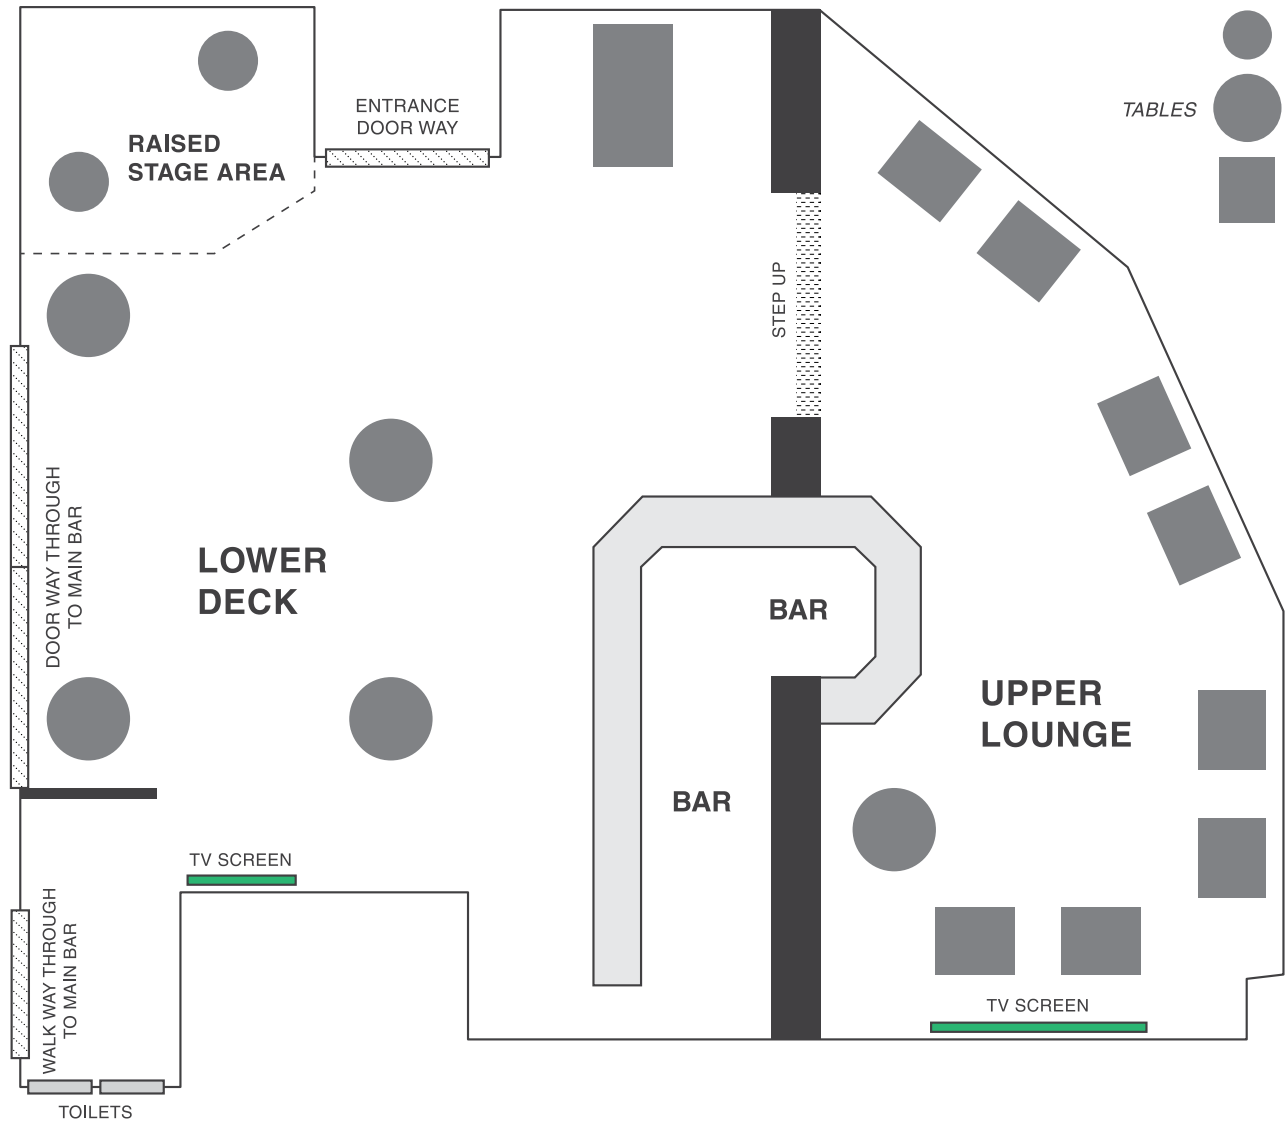 ENTRANCE
DOOR WAY
TABLES
RAISED
STAGE AREA
STEP UP
DOOR WAY THROUGH
TO MAIN BAR
LOWER
DECK
BAR
UPPER
LOUNGE
BAR
TV SCREEN
WALK WAY THROUGH
TO MAIN BAR
TV SCREEN
TOILETS